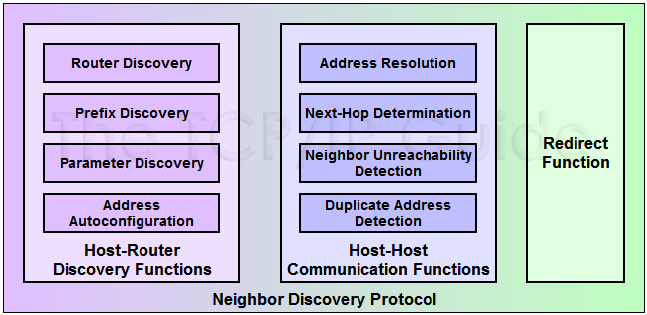 Router Discovery
Prefix Discovery
Parameter Discovery
Address
Autoconfiguration
Host-Router
Discovery Functions
Address Resolution
Next-Hop Determination
Neighbor Unreachability
Detection
Duplicate Address
Detection
Host-Host
Communication Functions
Redirect
Function
Neighbor Discovery Protocol
The TCP/IP Guide